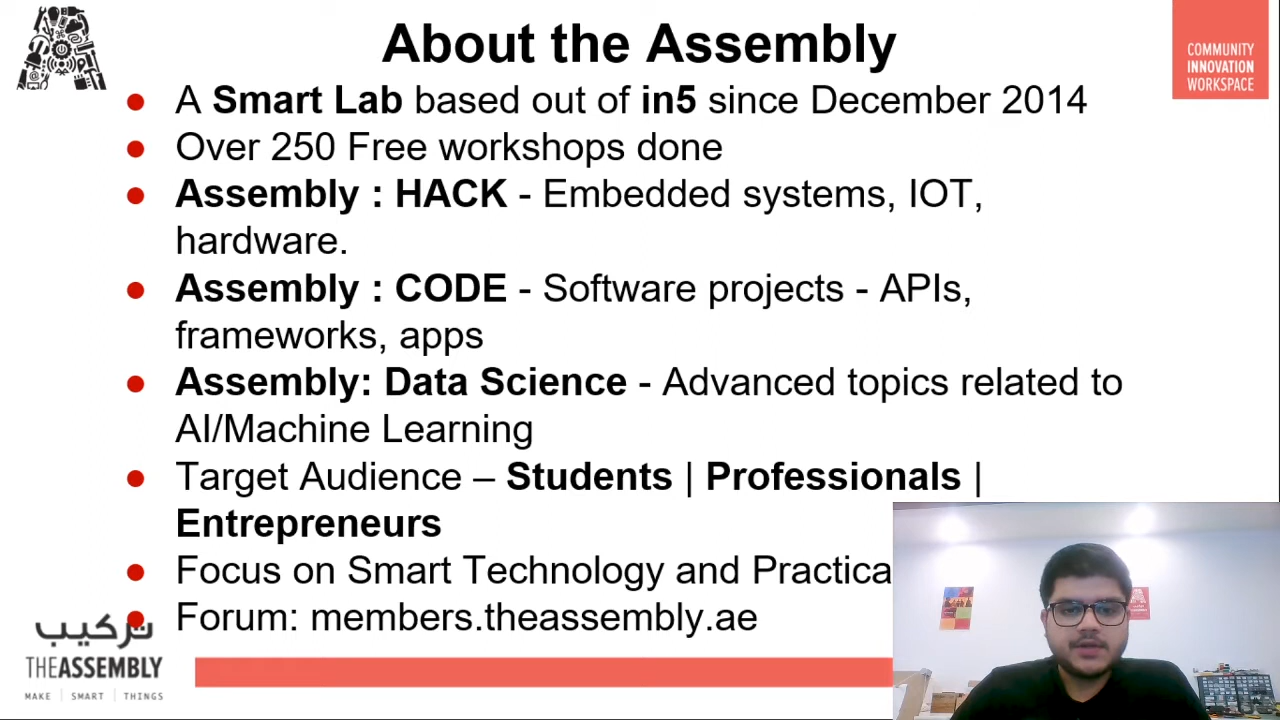 About the Assembly
COMMUNITY
INNOVATION
WORKSPACE
● A Smart Lab based out of in5 since December 2014
● Over 250 Free workshops done
● Assembly : HACK - Embedded systems, IOT,
hardware.
● Assembly : CODE - Software projects - APIs,
frameworks, apps
● Assembly: Data Science - Advanced topics related to
AI/Machine Learning
● Target Audience – Students | Professionals |
Entrepreneurs
● Focus on Smart Technology and Practica
● Forum: members.theassembly.ae
تركيب
THEASSEMBLY
MAKE | SMART | THINGS